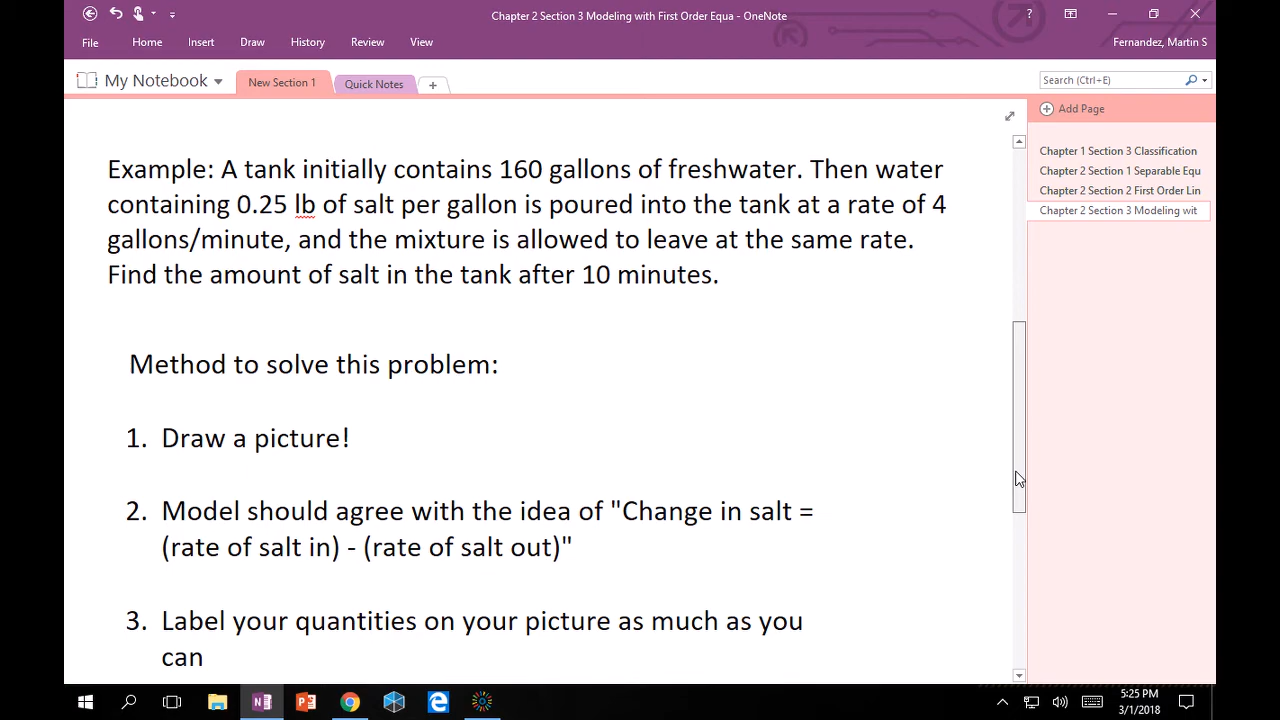 Chapter 2 Section 3 Modeling with First Order Equa - OneNote
?
File
Home
Insert
Draw
History
Review
View
Fernandez, Martin S
My Notebook
New Section 1
Quick Notes
+
Search (Ctrl+E)
Add Page
Chapter 1 Section 3 Classification
Chapter 2 Section 1 Separable Equ
Chapter 2 Section 2 First Order Lin
Chapter 2 Section 3 Modeling wit
Example: A tank initially contains 160 gallons of freshwater. Then water
containing 0.25 lb of salt per gallon is poured into the tank at a rate of 4
gallons/minute, and the mixture is allowed to leave at the same rate.
Find the amount of salt in the tank after 10 minutes.
Method to solve this problem:
1. Draw a picture!
2. Model should agree with the idea of "Change in salt =
(rate of salt in) - (rate of salt out)"
3. Label your quantities on your picture as much as you
can
5:25 PM
3/1/2018